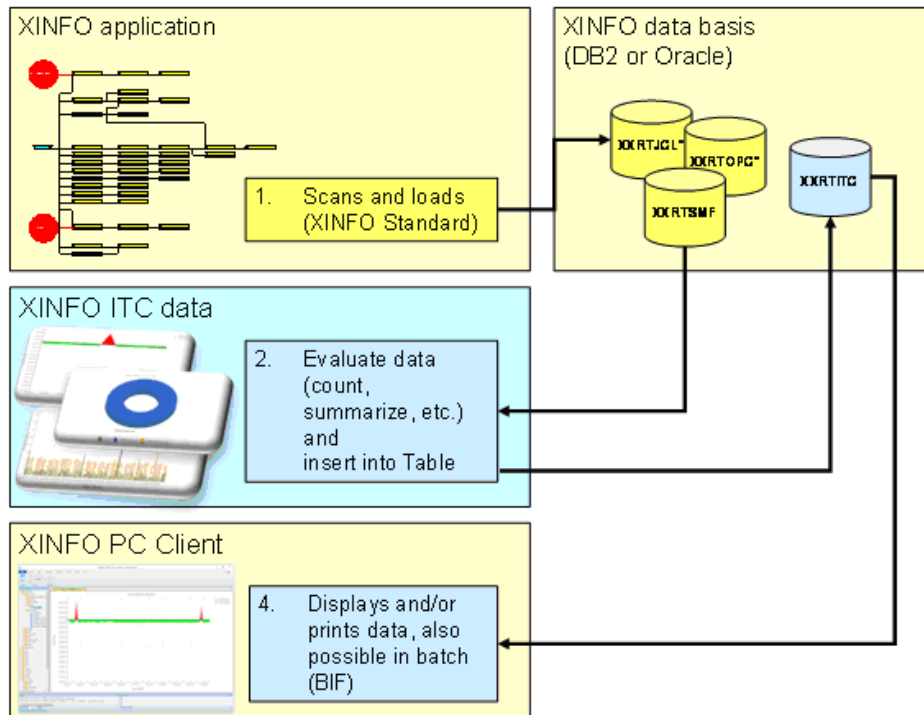 XINFO application
1. Scans and loads
(XINFO Standard)
XINFO data basis
(DB2 or Oracle)
XXRTJCL*
XXRTOPC*
XXRTSMF
XXRTITC
XINFO ITC data
2. Evaluate data
(count,
summarize, etc.)
and
insert into Table
XINFO PC Client
4. Displays and/or
prints data, also
possible in batch
(BIF)